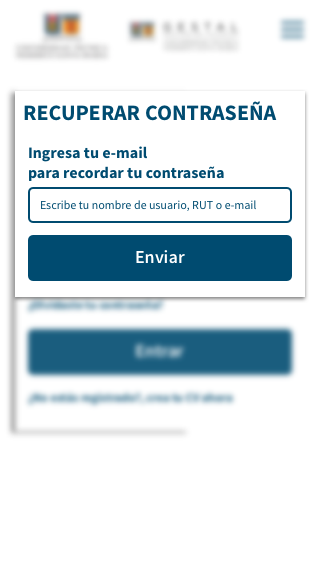 GESTAL
RECUPERAR CONTRASEÑA
Ingresa tu e-mail
para recordar tu contraseña
Escribe tu nombre de usuario, RUT o e-mail
Enviar
¿Olvidaste tu contraseña?
Entrar
¿No estás registrado?, crea tu CV ahora